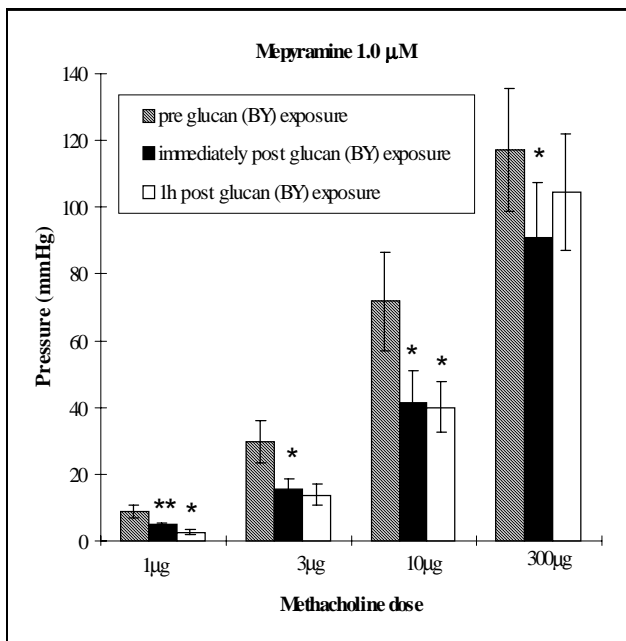 Mepyramine 1.0 µM
140
120
100
80
60
40
20
0
Pressure (mmHg)
pre glucan (BY) exposure
immediately post glucan (BY) exposure
1h post glucan (BY) exposure
*
*
*
*
**
*
1µg
3µg
10µg
300µg
Methacholine dose